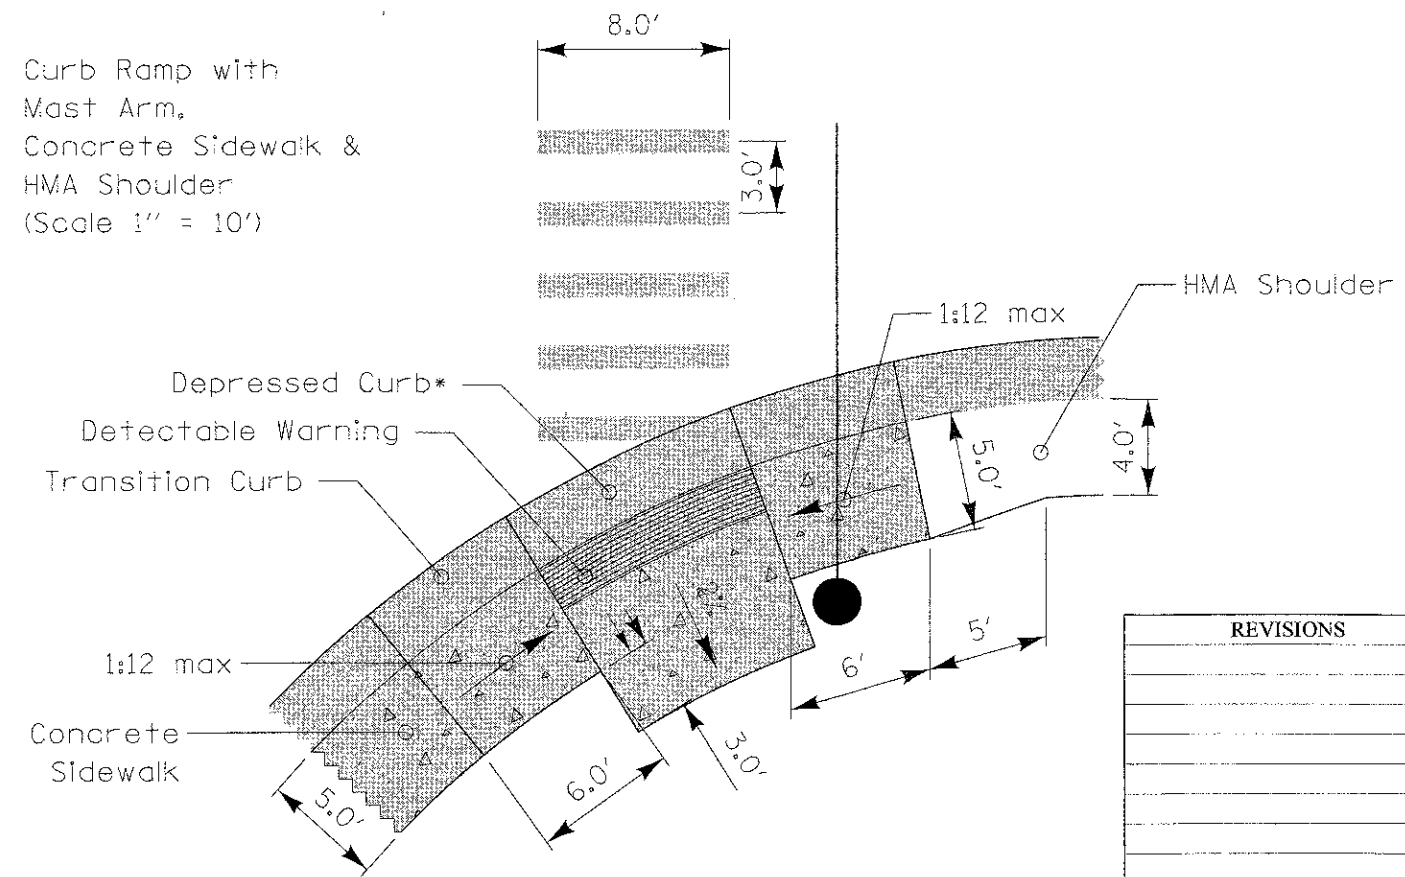 8.0'
Curb Ramp with
Mast Arm,
Concrete Sidewalk &
HMA Shoulder
(Scale 1" = 10')
3.0'
HMA Shoulder
1:12 max
Depressed Curb*
Detectable Warning
Transition Curb
5.0'
4.0'
1:12 max
6'
5'
REVISIONS
Concrete
Sidewalk
6.0'
3.0'
5.0'